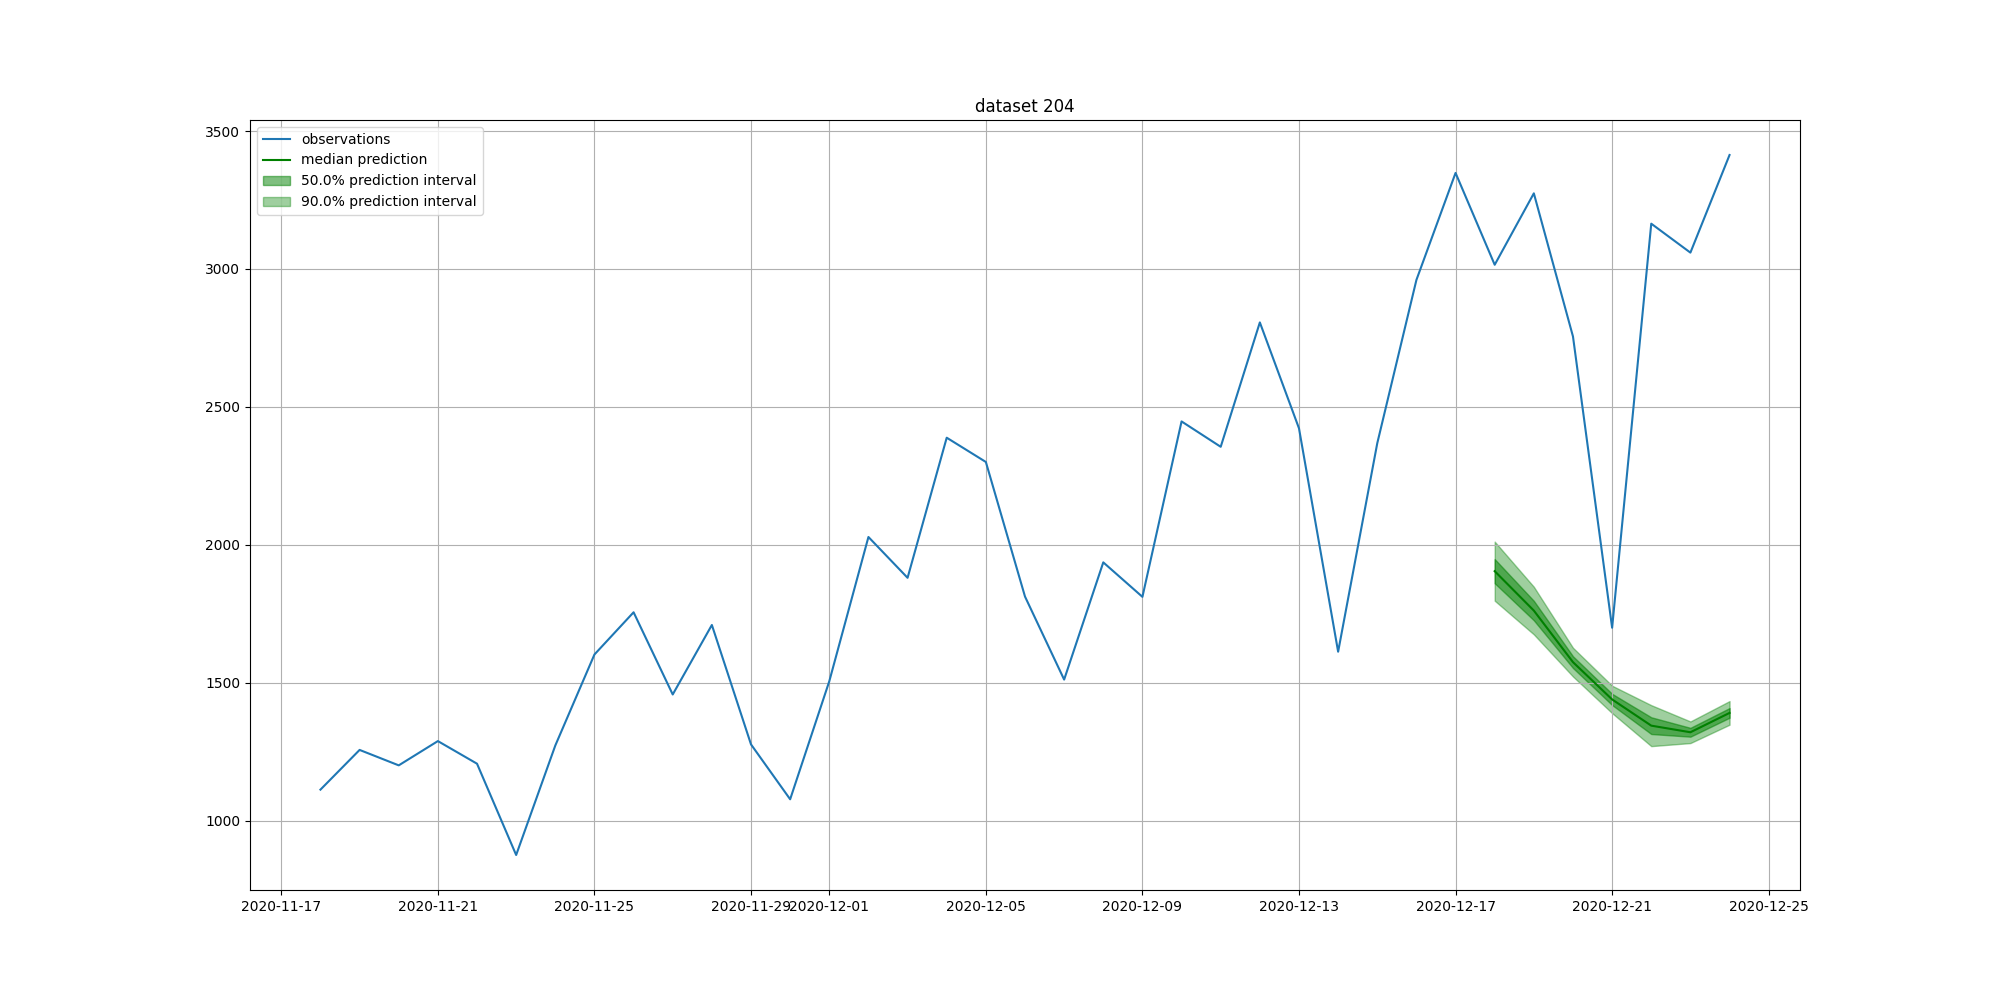 dataset 204
observations
median prediction
50.0% prediction interval
90.0% prediction interval
3500
3000
2500
2000
1500
1000
2020-11-17 2020-11-21 2020-11-25 2020-11-29 2020-12-01 2020-12-05 2020-12-09 2020-12-13 2020-12-17 2020-12-21 2020-12-25